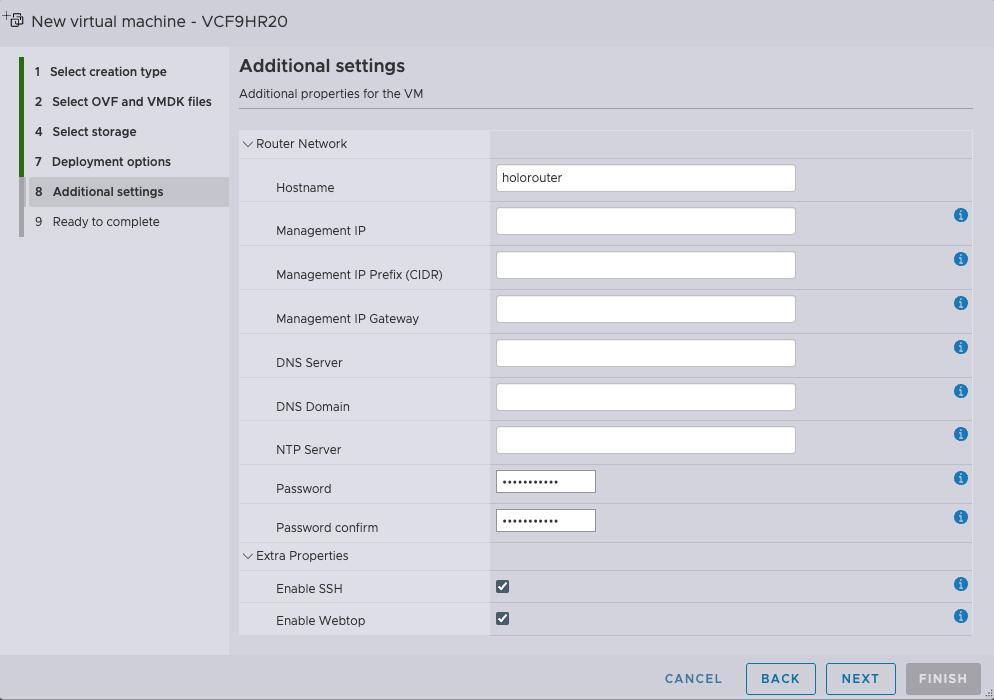 New virtual machine - VCF9HR20
1 Select creation type
2 Select OVF and VMDK files
4 Select storage
7 Deployment options
8 Additional settings
9 Ready to complete
Additional settings
Additional properties for the VM
Router Network
Hostname
holorouter
Management IP
Management IP Prefix (CIDR)
Management IP Gateway
DNS Server
DNS Domain
NTP Server
Password
•••••••••••
Password confirm
•••••••••••
Extra Properties
Enable SSH
Enable Webtop
CANCEL
BACK
NEXT
FINISH